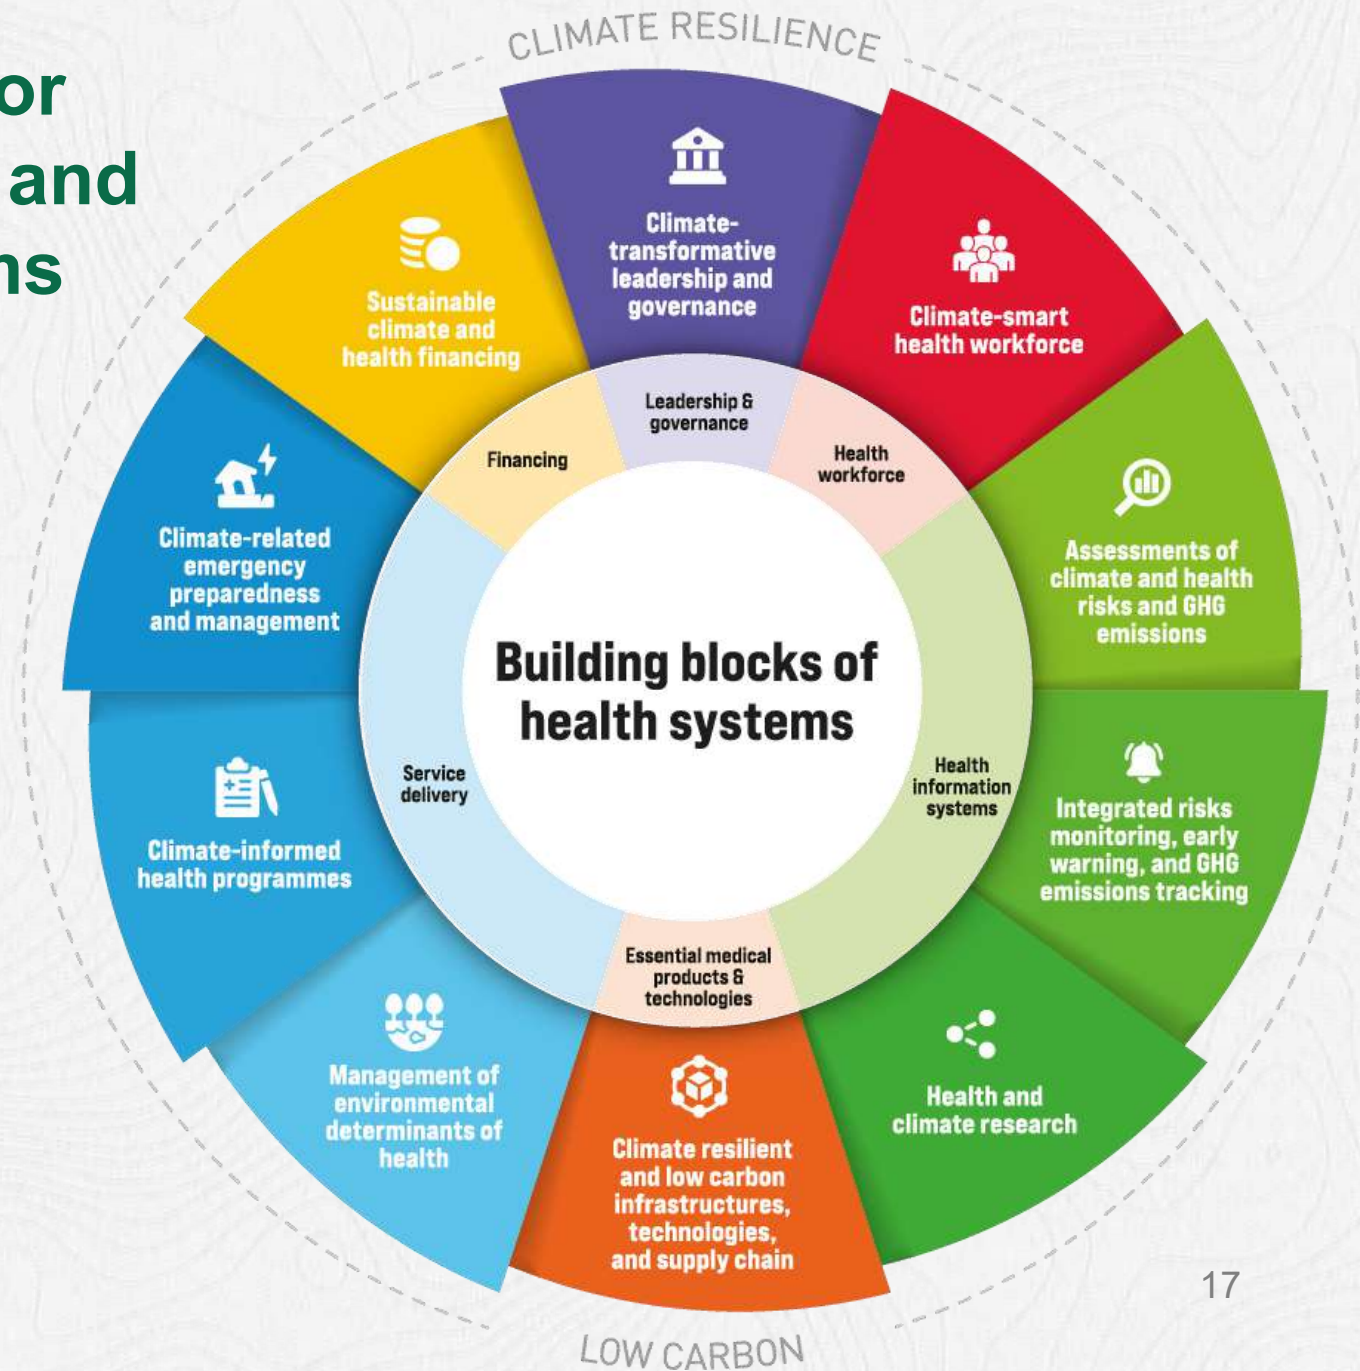 or
and
ns
CLIMATE RESILIENCE
Climate-
transformative
leadership and
governance
Climate-smart
health workforce
Assessments of
climate and health
risks and GHG
emissions
Integrated risks
monitoring, early
warning, and GHG
emissions tracking
Health and
climate research
Climate resilient
and low carbon
infrastructures,
technologies,
and supply chain
Management of
environmental
determinants of
health
Climate-informed
health programmes
Climate-related
emergency
preparedness
and management
Sustainable
climate and
health financing
Leadership &
governance
Health
workforce
Health
information
systems
Essential medical
products &
technologies
Service
delivery
Financing
Building blocks of
health systems
LOW CARBON
17